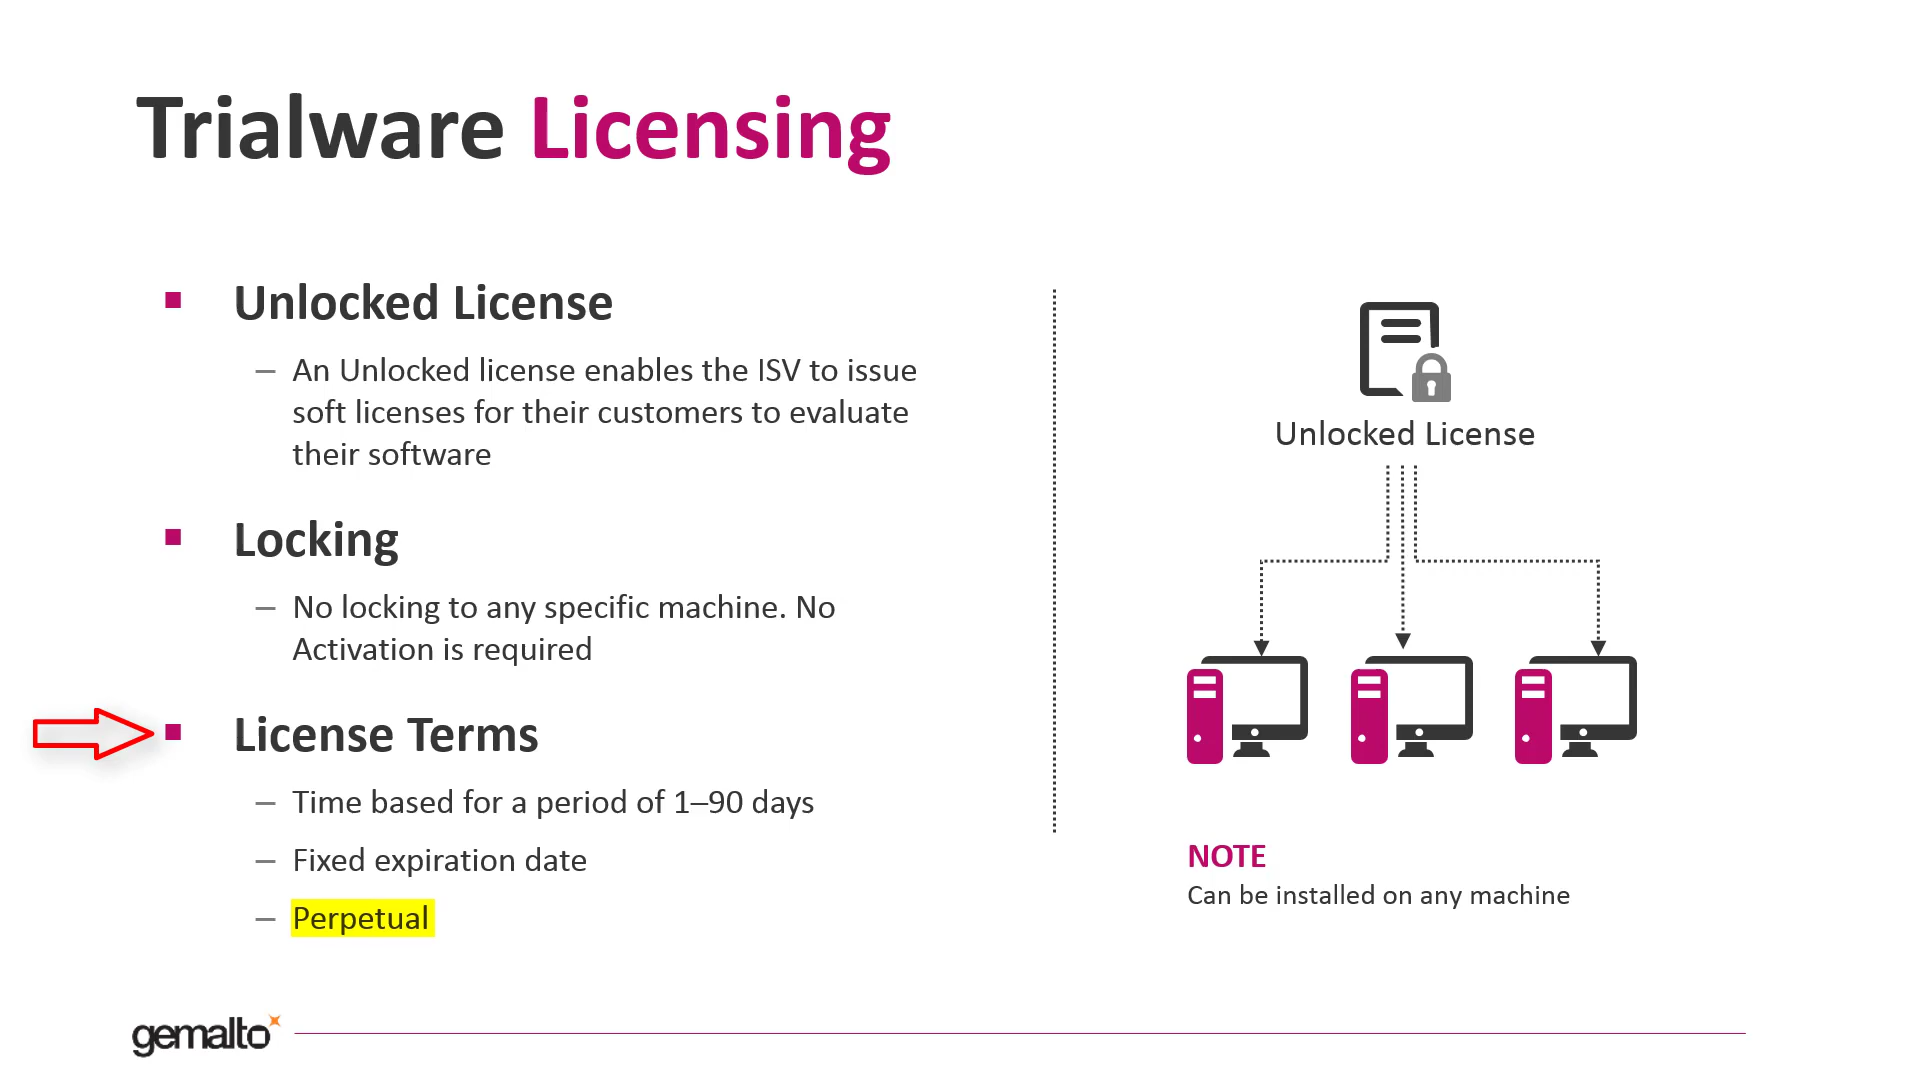 Trialware Licensing
Unlocked License
– An Unlocked license enables the ISV to issue
soft licenses for their customers to evaluate
their software
Locking
– No locking to any specific machine. No
Activation is required
License Terms
– Time based for a period of 1–90 days
– Fixed expiration date
– Perpetual
Unlocked License
NOTE
Can be installed on any machine
gemalto